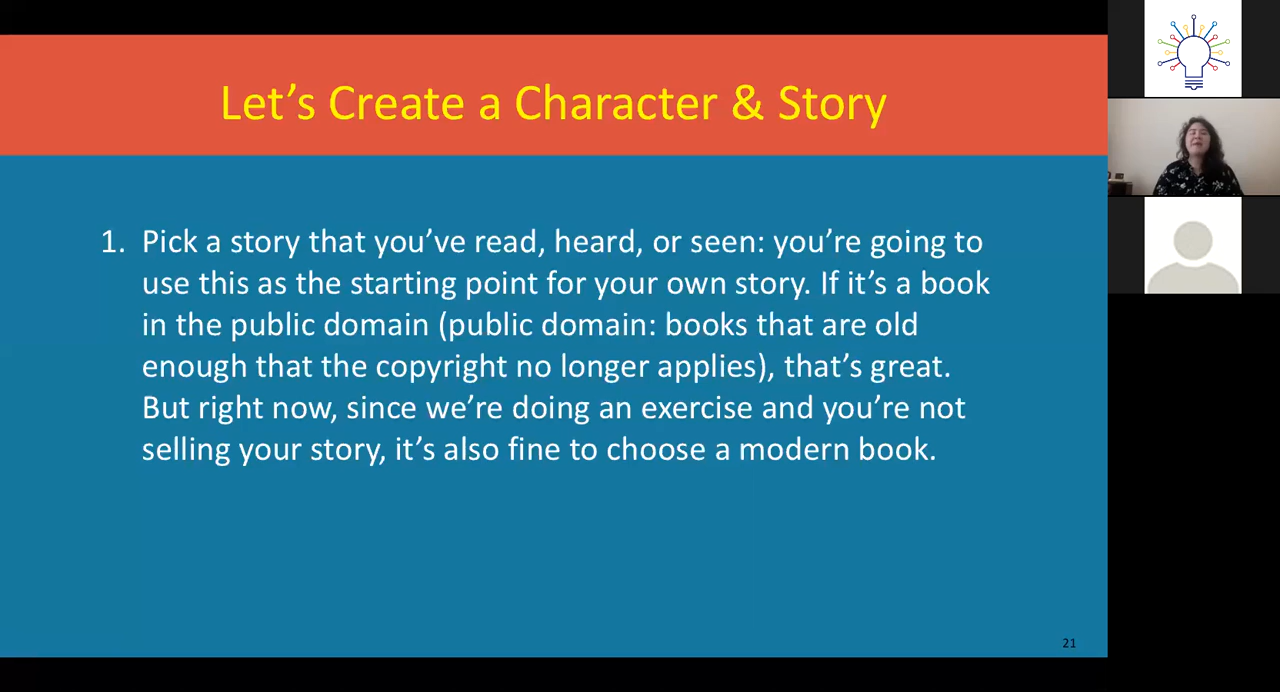 Let’s Create a Character & Story
1. Pick a story that you’ve read, heard, or seen: you’re going to
use this as the starting point for your own story. If it’s a book
in the public domain (public domain: books that are old
enough that the copyright no longer applies), that’s great.
But right now, since we’re doing an exercise and you’re not
selling your story, it’s also fine to choose a modern book.
21